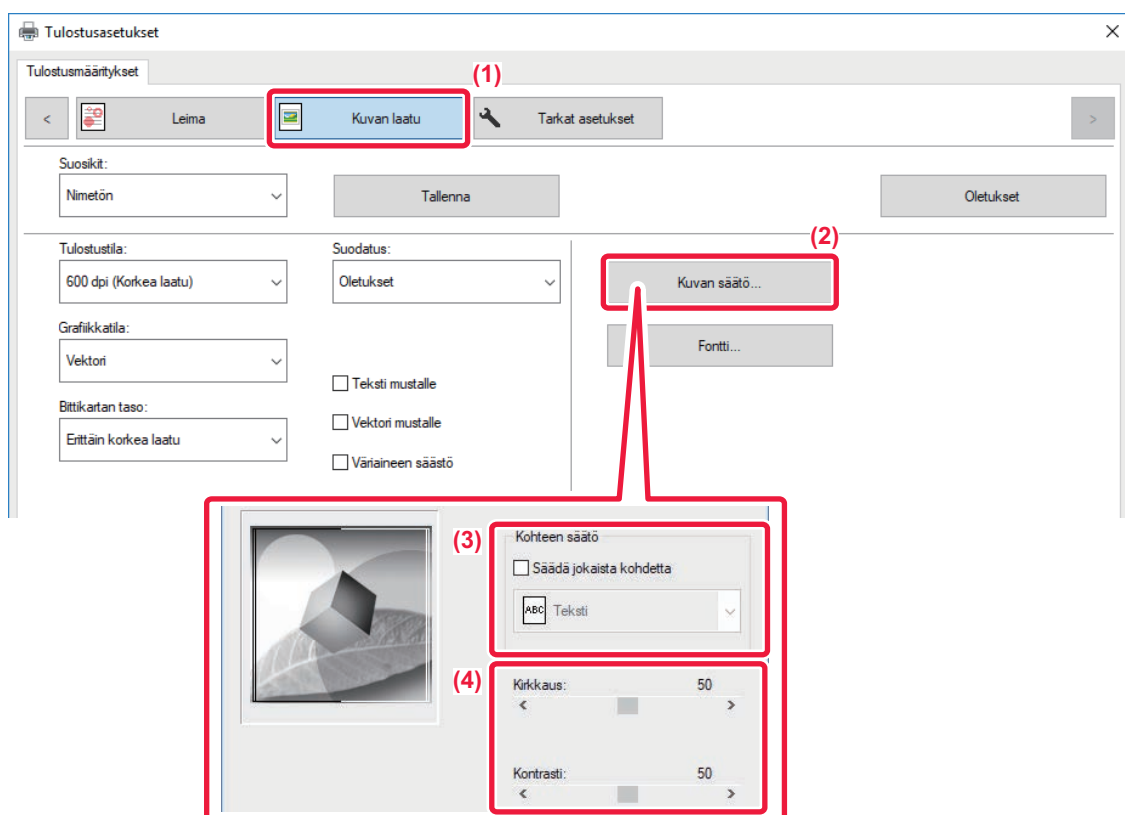 Tulostusasetukset
Tulostusmääritykset
(1)
< Leima Kuvan laatu Tarkat asetukset >
Suosikit:
Nimetön Tallenna Oletukset
(2)
Tulostustila: Suodatus:
600 dpi (Korkea laatu) Oletukset Kuvan säätö...
Grafiikkatila:
Vektori Fontti...
Teksti mustalle
Bittikartan taso:
Vektori mustalle
Erittäin korkea laatu
Väriaineen säästö
(3) Kohteen säätö
Säädä jokaista kohdetta
ABC Teksti
(4) Kirkkaus: 50
< >
Kontrasti: 50
< >